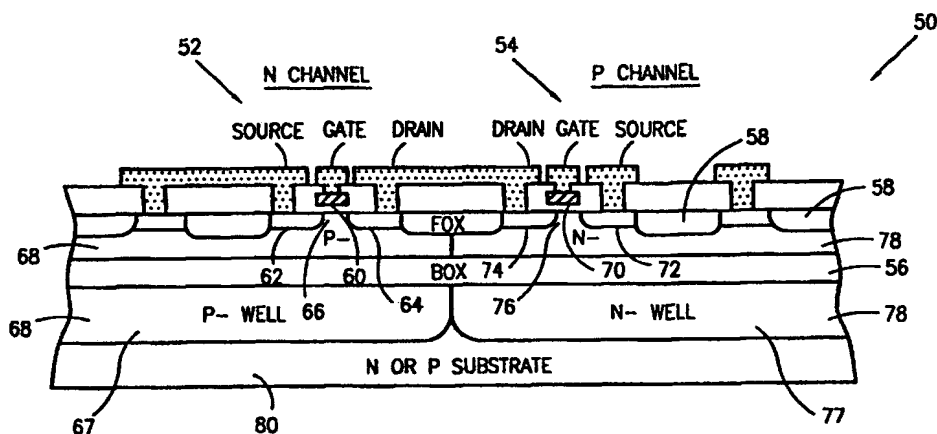 50
52
54
N CHANNEL
P CHANNEL
SOURCE GATE DRAIN
DRAIN GATE SOURCE
58
58
68
FOX
P-
N-
78
62
66
60
64
BOX
74
76
70
72
56
68
P- WELL
N- WELL
78
N OR P SUBSTRATE
67
80
77